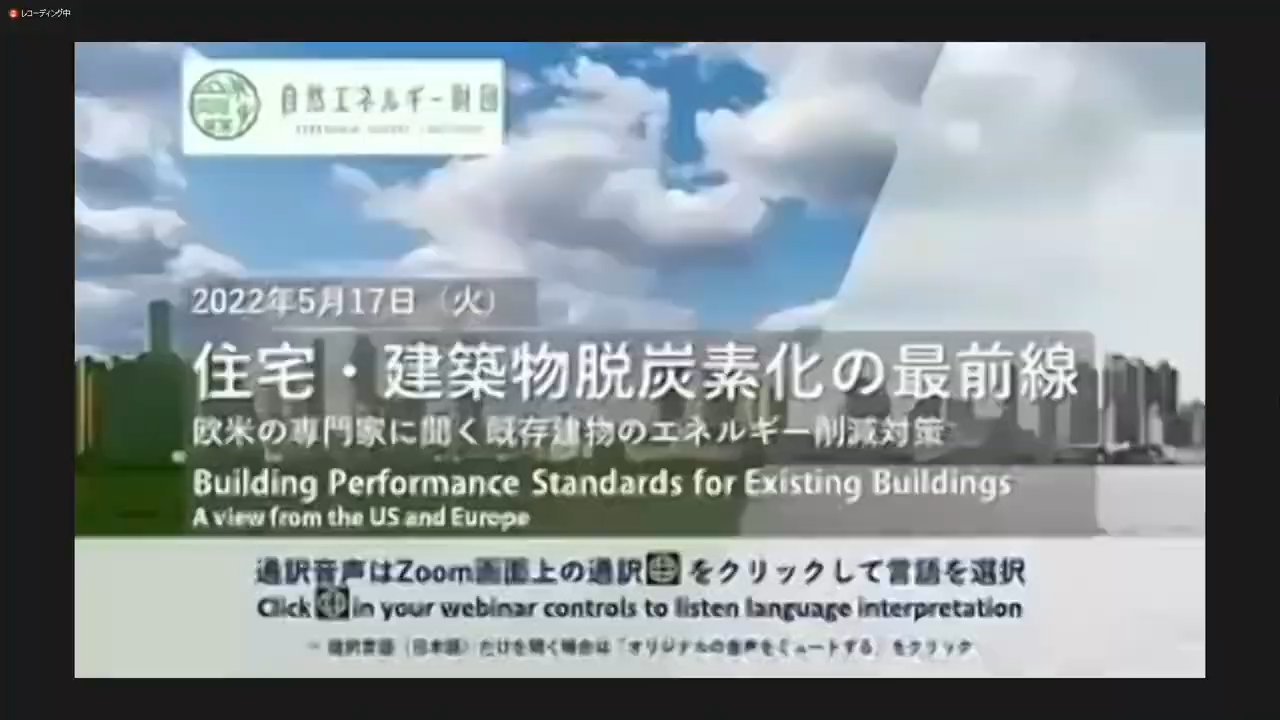 レコーディング中
自然エネルギー財団
2022年5月17日（火）
住宅・建築物脱炭素化の最前線
欧米の専門家に聞く既存建物のエネルギー削減対策
Building Performance Standards for Existing Buildings
A view from the US and Europe
通訳音声はZoom画面上の通訳 をクリックして言語を選択
Click in your webinar controls to listen language interpretation
通訳言語（日本語）だけを聞く場合は「オリジナルの音声をミュートする」をクリック